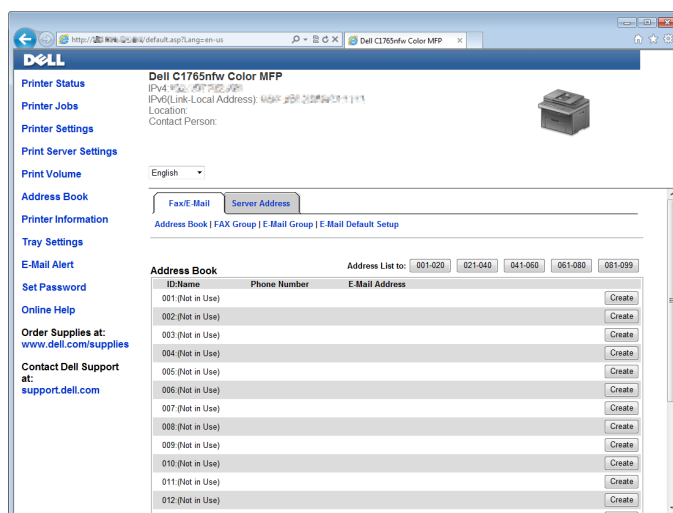 http:// /default.asp?Lang=en-us
Dell C1765nfw Color MFP
DELL
Printer Status
Printer Jobs
Printer Settings
Print Server Settings
Print Volume
Address Book
Printer Information
Tray Settings
E-Mail Alert
Set Password
Online Help
Order Supplies at:
www.dell.com/supplies
Contact Dell Support
at:
support.dell.com
Dell C1765nfw Color MFP
IPv4:
IPv6(Link-Local Address):
Location:
Contact Person:
English
Fax/E-Mail Server Address
Address Book | FAX Group | E-Mail Group | E-Mail Default Setup
Address Book Address List to: 001-020 021-040 041-060 061-080 081-099
ID:Name Phone Number E-Mail Address
001:(Not in Use) Create
002:(Not in Use) Create
003:(Not in Use) Create
004:(Not in Use) Create
005:(Not in Use) Create
006:(Not in Use) Create
007:(Not in Use) Create
008:(Not in Use) Create
009:(Not in Use) Create
010:(Not in Use) Create
011:(Not in Use) Create
012:(Not in Use) Create